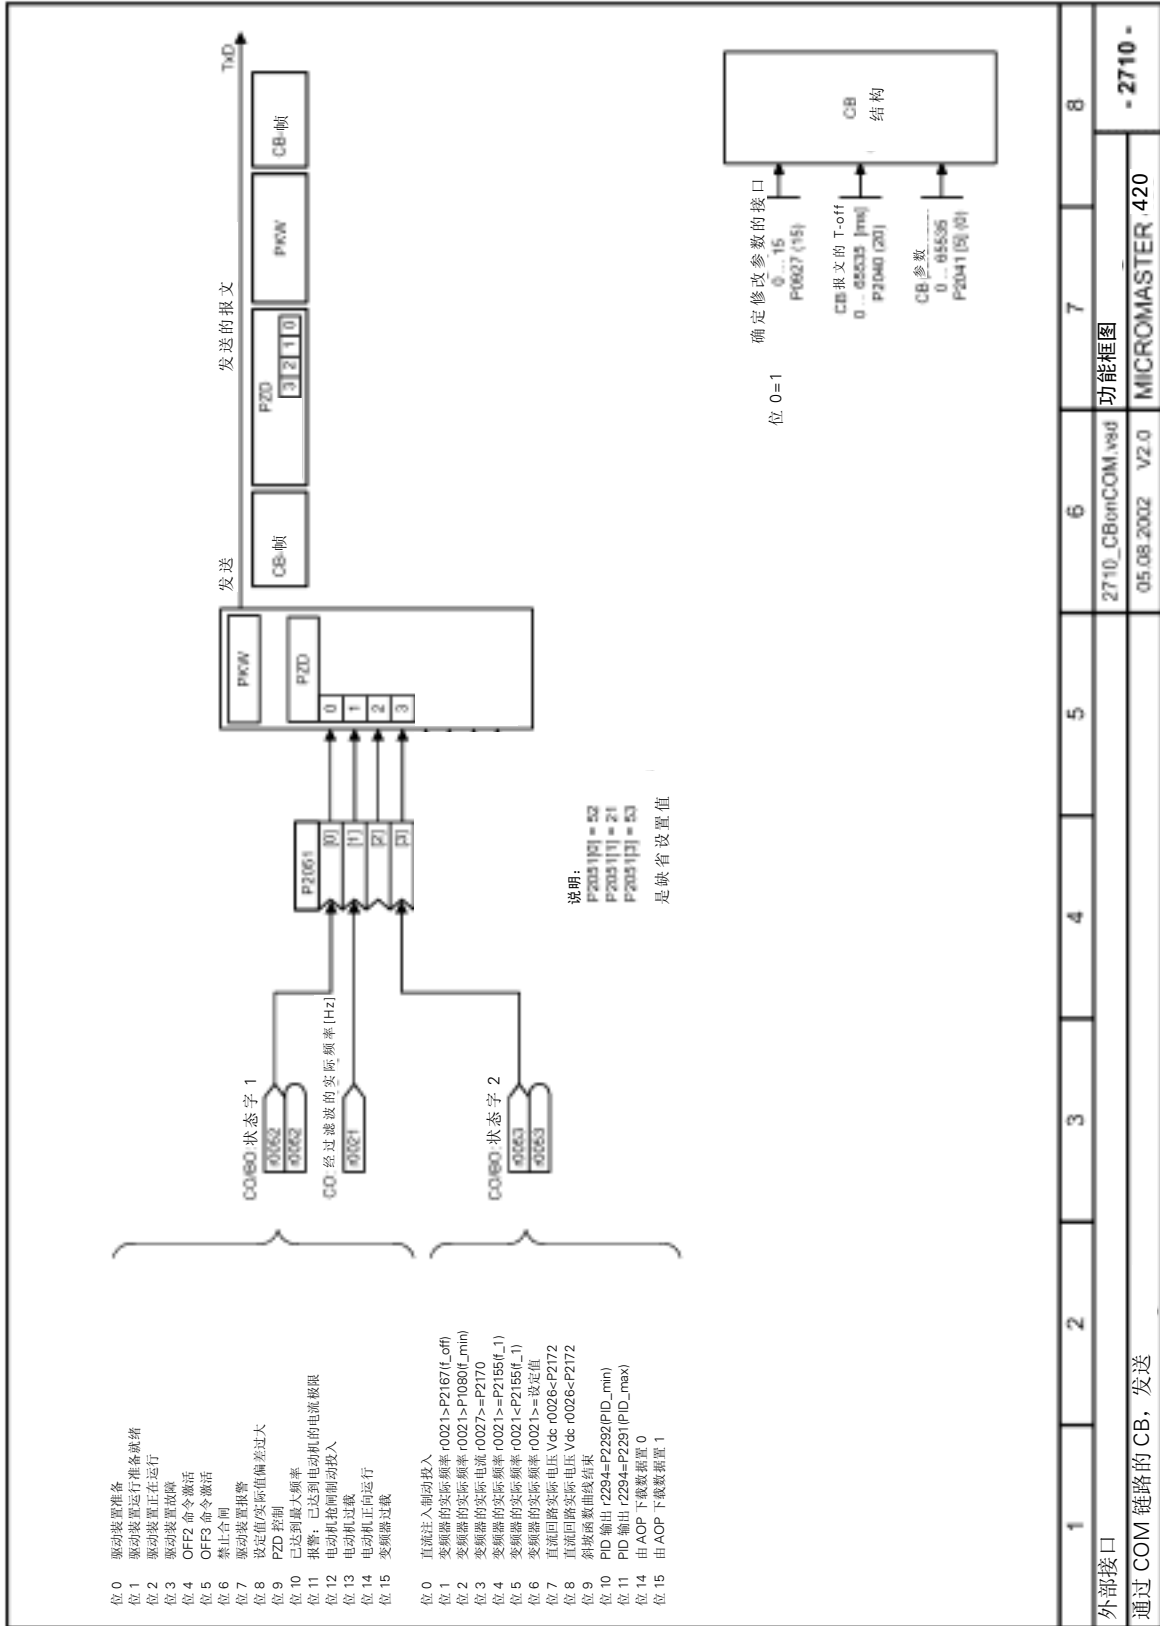 位 0 驱动装置准备
位 1 驱动装置运行准备就绪
位 2 驱动装置正在运行
位 3 驱动装置故障
位 4 OFF2 命令激活
位 5 OFF3 命令激活
位 6 禁止合闸
位 7 驱动装置报警
位 8 设定值/实际值偏差过大
位 9 PZD 控制
位 10 已达到最大频率
位 11 报警：已达到电动机的电流极限
位 12 电动机抱闸制动投入
位 13 电动机过载
位 14 电动机正向运行
位 15 变频器过载
位 0 直流注入制动投入
位 1 变频器的实际频率 r0021>P2167(f_off)
位 2 变频器的实际频率 r0021>P1080(f_min)
位 3 变频器的实际电流 r0027>=P2170
位 4 变频器的实际频率 r0021>=P2155(f_1)
位 5 变频器的实际频率 r0021<P2155(f_1)
位 6 变频器的实际频率 r0021>=设定值
位 7 直流回路实际电压 Vdc r0026<P2172
位 8 直流回路实际电压 Vdc r0026<P2172
位 9 斜坡函数曲线结束
位 10 PID 输出 r2294=P2292(PID_min)
位 11 PID 输出 r2294=P2291(PID_max)
位 14 由 AOP 下载数据置 0
位 15 由 AOP 下载数据置 1
CO/BO:状态字 1
r0052
r0052
CO:经过滤波的实际频率[Hz]
r0021
CO/BO:状态字 2
r0053
r0053
P2051
[0]
[1]
[2]
[3]
说明：
P2051[0] = 52
P2051[1] = 21
P2051[3] = 53
是缺省设置值
PKW
PZD
0
1
2
3
发送
发送的报文
TxD
CB-帧
PZD
3 2 1 0
PKW
CB-帧
位 0=1
确定修改参数的接口
0 ... 15
P0927 (15)
CB 报文的 T-off
0 ... 65535 [ms]
P2040 (20)
CB 参数
0 ... 65535
P2041 [5] (0)
CB
结构
1 2 3 4 5 6 7 8
外部接口
通过 COM 链路的 CB，发送
2710_CBonCOM.vsd
05.08.2002 V2.0
功能框图
MICROMASTER 420
- 2710 -